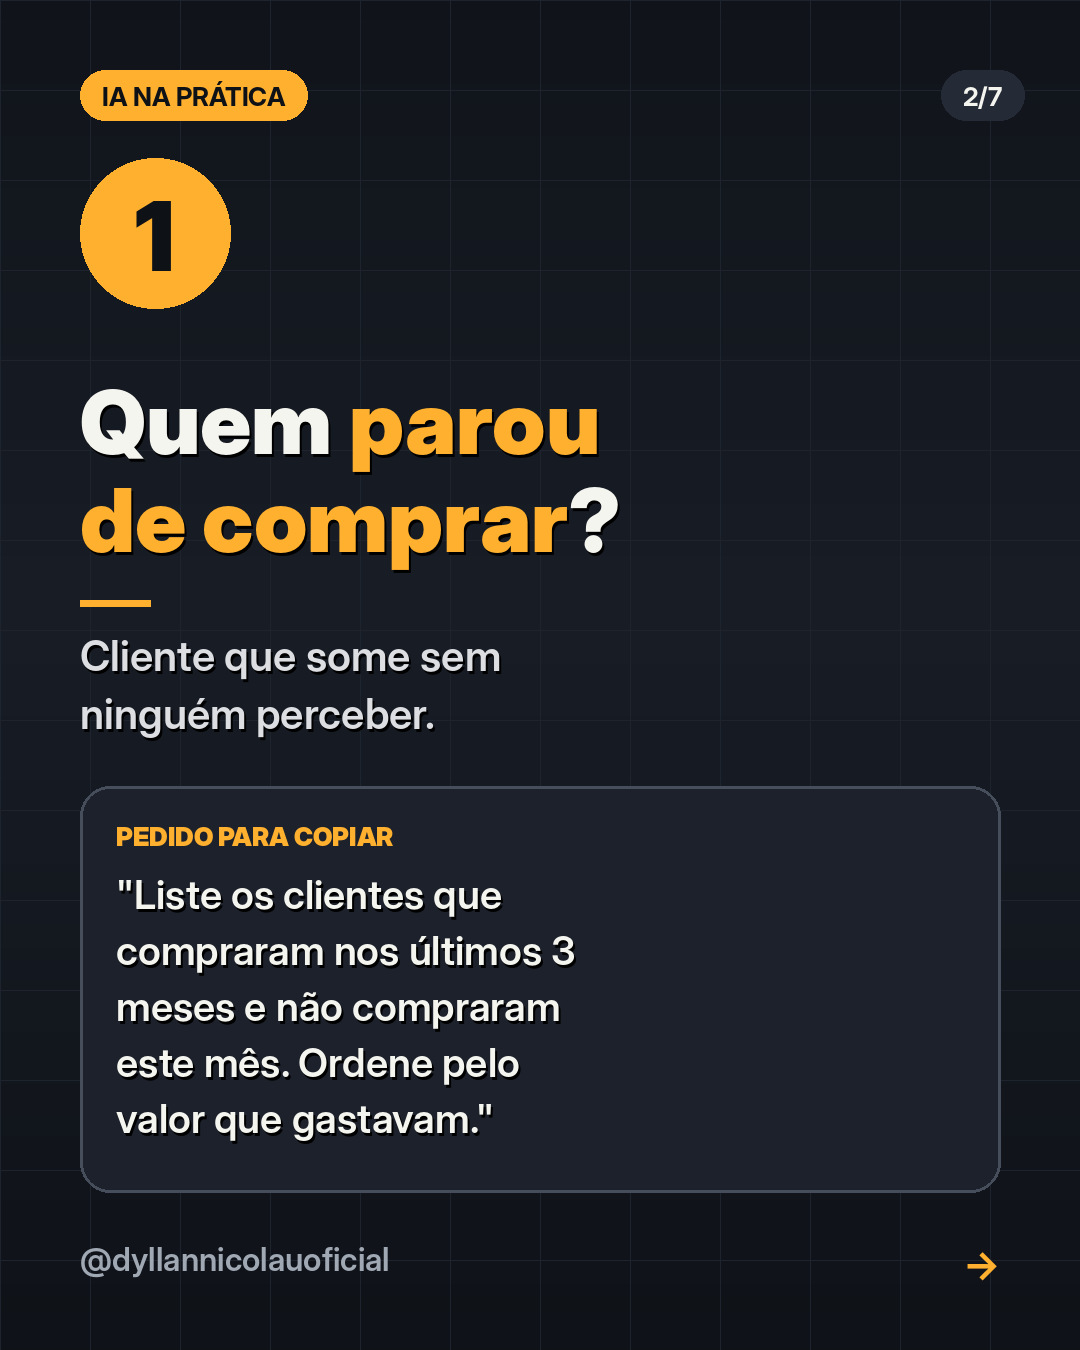 IA NA PRÁTICA
2/7
1
Quem parou
de comprar?
Cliente que some sem
ninguém perceber.
PEDIDO PARA COPIAR
"Liste os clientes que
compraram nos últimos 3
meses e não compraram
este mês. Ordene pelo
valor que gastavam."
@dyllannicolauoficial
→